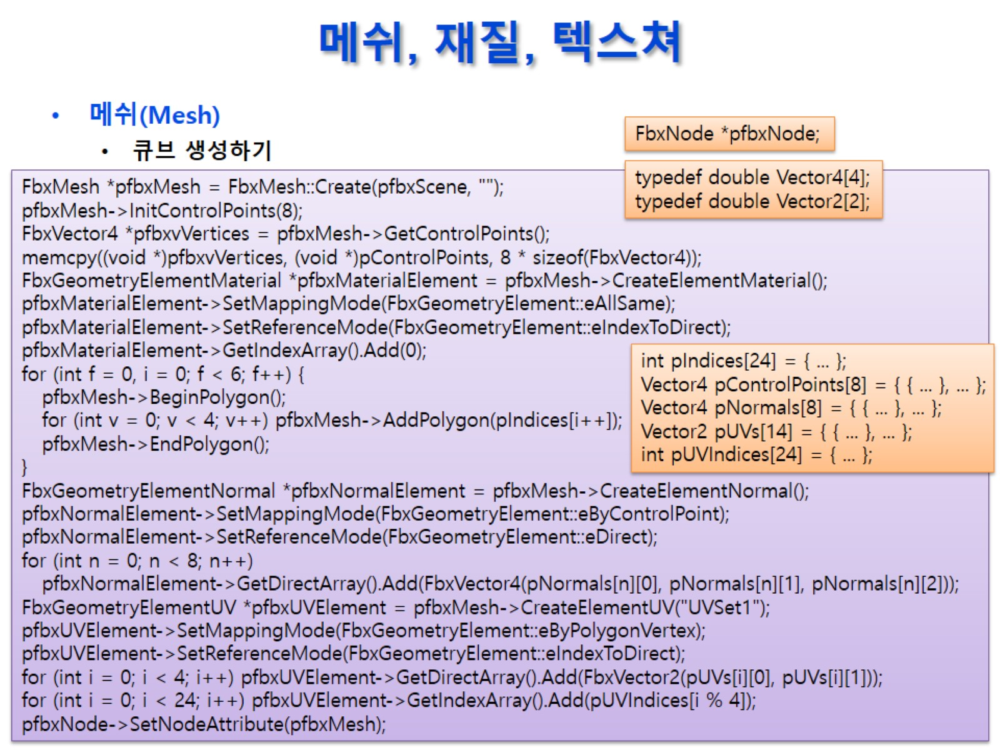 메쉬, 재질, 텍스쳐
• 메쉬(Mesh)
• 큐브 생성하기
FbxNode *pfbxNode;
typedef double Vector4[4];
typedef double Vector2[2];
FbxMesh *pfbxMesh = FbxMesh::Create(pfbxScene, "");
pfbxMesh->InitControlPoints(8);
FbxVector4 *pfbxvVertices = pfbxMesh->GetControlPoints();
memcpy((void *)pfbxvVertices, (void *)pControlPoints, 8 * sizeof(FbxVector4));
FbxGeometryElementMaterial *pfbxMaterialElement = pfbxMesh->CreateElementMaterial();
pfbxMaterialElement->SetMappingMode(FbxGeometryElement::eAllSame);
pfbxMaterialElement->SetReferenceMode(FbxGeometryElement::eIndexToDirect);
pfbxMaterialElement->GetIndexArray().Add(0);
for (int f = 0, i = 0; f < 6; f++) {
pfbxMesh->BeginPolygon();
for (int v = 0; v < 4; v++) pfbxMesh->AddPolygon(pIndices[i++]);
pfbxMesh->EndPolygon();
}
int pIndices[24] = { ... };
Vector4 pControlPoints[8] = { { ... }, ... };
Vector4 pNormals[8] = { { ... }, ... };
Vector2 pUVs[14] = { { ... }, ... };
int pUVIndices[24] = { ... };
FbxGeometryElementNormal *pfbxNormalElement = pfbxMesh->CreateElementNormal();
pfbxNormalElement->SetMappingMode(FbxGeometryElement::eByControlPoint);
pfbxNormalElement->SetReferenceMode(FbxGeometryElement::eDirect);
for (int n = 0; n < 8; n++)
pfbxNormalElement->GetDirectArray().Add(FbxVector4(pNormals[n][0], pNormals[n][1], pNormals[n][2]));
FbxGeometryElementUV *pfbxUVElement = pfbxMesh->CreateElementUV("UVSet1");
pfbxUVElement->SetMappingMode(FbxGeometryElement::eByPolygonVertex);
pfbxUVElement->SetReferenceMode(FbxGeometryElement::eIndexToDirect);
for (int i = 0; i < 4; i++) pfbxUVElement->GetDirectArray().Add(FbxVector2(pUVs[i][0], pUVs[i][1]));
for (int i = 0; i < 24; i++) pfbxUVElement->GetIndexArray().Add(pUVIndices[i % 4]);
pfbxNode->SetNodeAttribute(pfbxMesh);